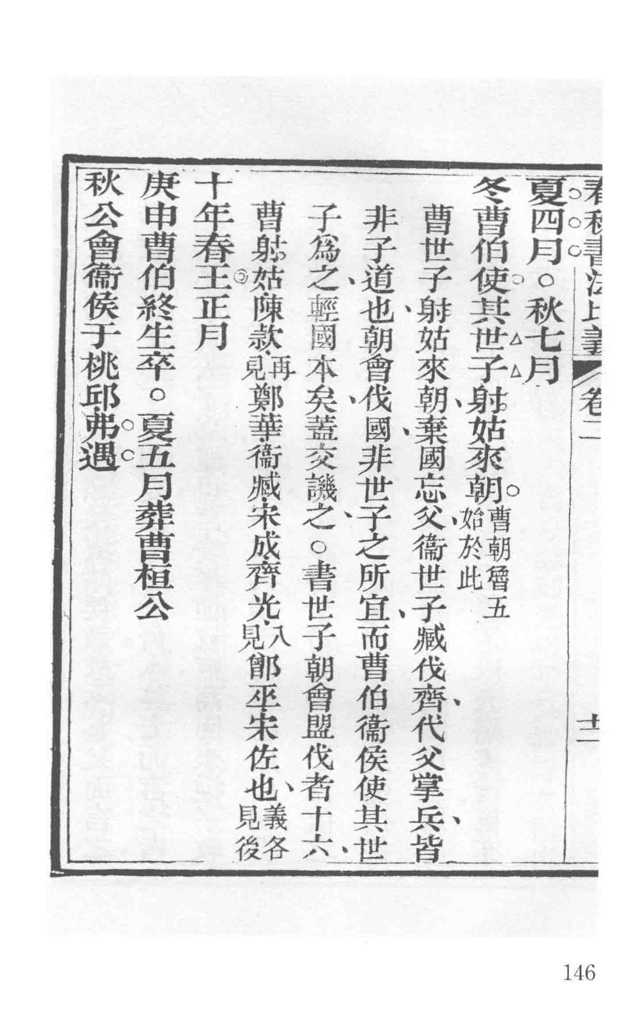 春秋書法比義 卷二 十二
夏四月。秋七月
冬曹伯使其世子射姑來朝。曹朝魯五始於此
曹世子射姑來朝、棄國忘父、衞世子臧伐齊、代父掌兵、皆
非子道也、朝會伐國、非世子之所宜、而曹伯衞侯使其世
子爲之、輕國本矣、蓋交譏之、。書世子朝會盟伐者十六、
曹射姑陳款、再見鄭華衞臧宋成齊光、八見鄫巫宋佐也、義各見後
十年春王正月
庚申曹伯終生卒。夏五月葬曹桓公
秋公會衞侯于桃邱弗遇
146